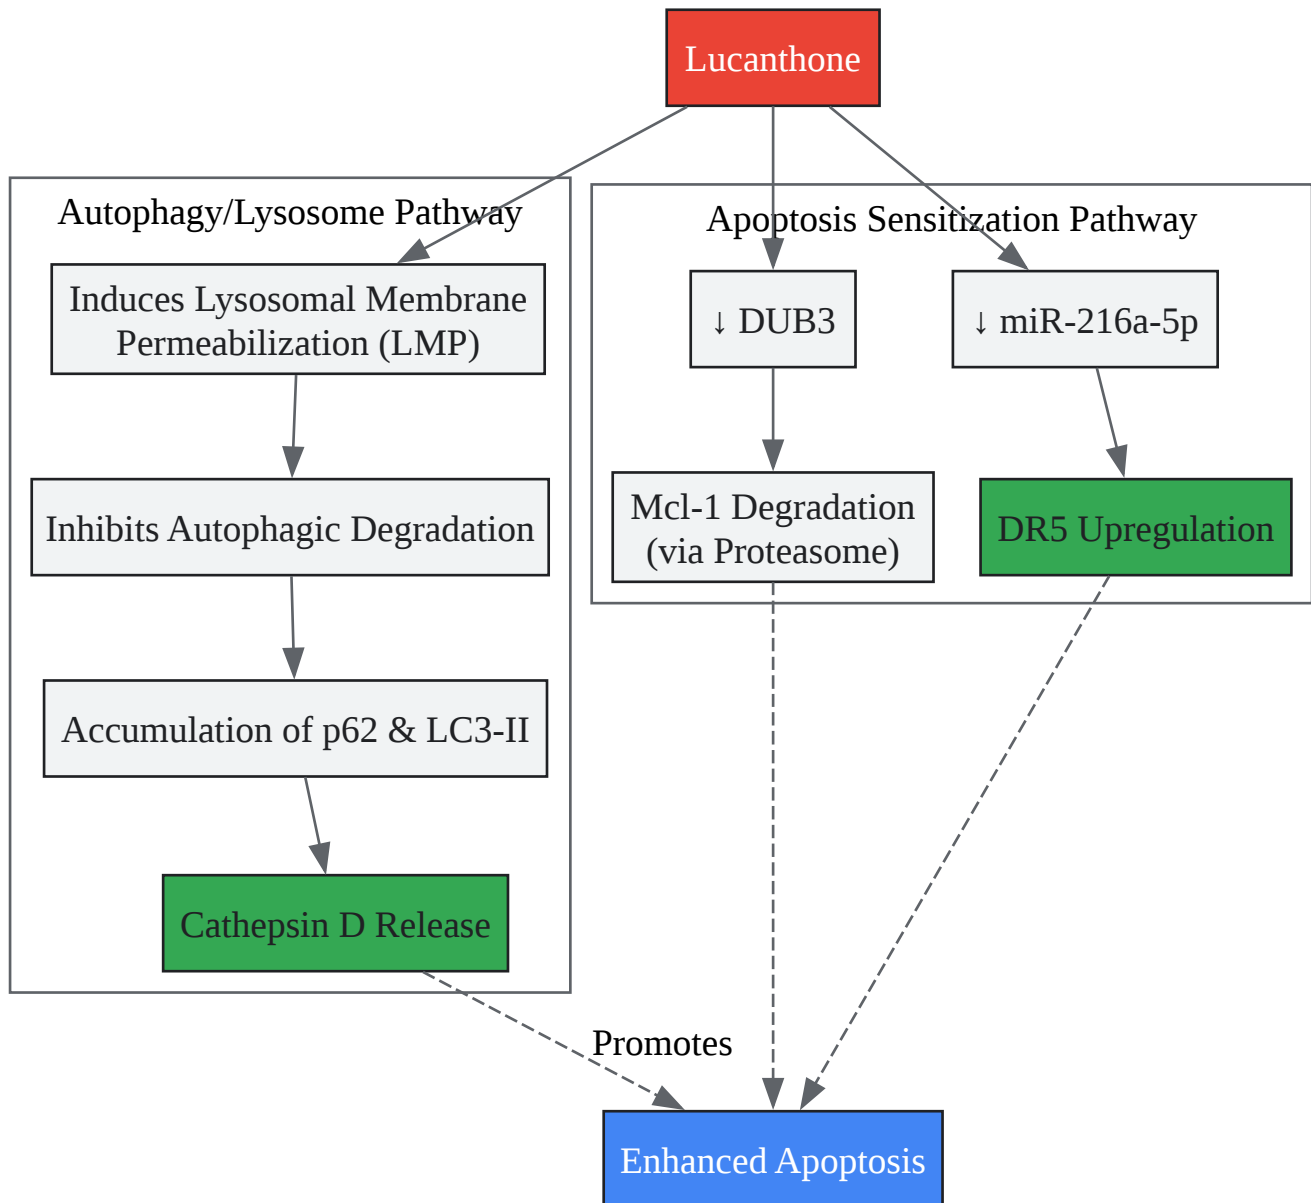 Lucanthone
Autophagy/Lysosome Pathway
Induces Lysosomal Membrane
Permeabilization (LMP)
Inhibits Autophagic Degradation
Accumulation of p62 & LC3-II
Cathepsin D Release
Apoptosis Sensitization Pathway
↓ DUB3
↓ miR-216a-5p
Mcl-1 Degradation
(via Proteasome)
DR5 Upregulation
Promotes
Enhanced Apoptosis